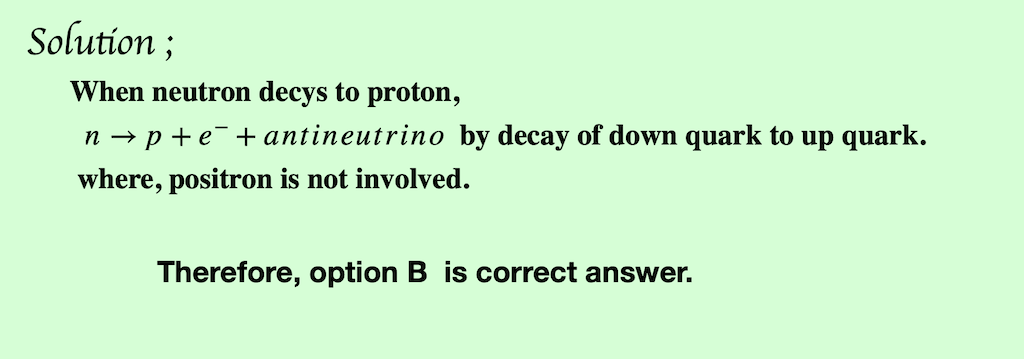 Solution ;
When neutron decys to proton,
n → p + e⁻ + antineutrino by decay of down quark to up quark.
where, positron is not involved.
Therefore, option B is correct answer.